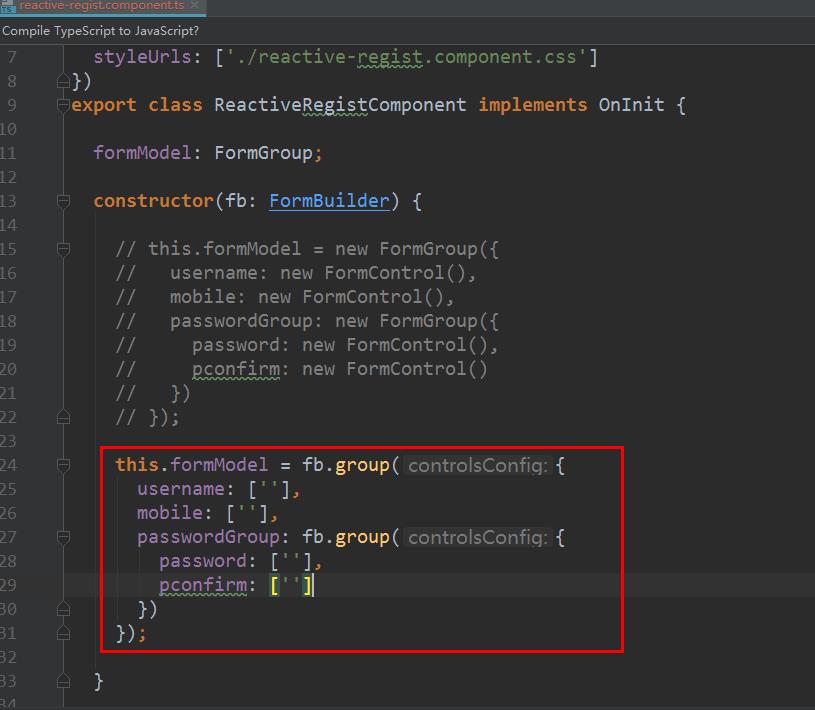 TS reactive-regist.component.ts ×
Compile TypeScript to JavaScript?
7 styleUrls: ['./reactive-regist.component.css']
8 })
9 export class ReactiveRegistComponent implements OnInit {
10
11 formModel: FormGroup;
12
13 constructor(fb: FormBuilder) {
14
15 // this.formModel = new FormGroup({
16 //   username: new FormControl(),
17 //   mobile: new FormControl(),
18 //   passwordGroup: new FormGroup({
19 //     password: new FormControl(),
20 //     pconfirm: new FormControl()
21 //   })
22 // });
23
24 this.formModel = fb.group( controlsConfig: {
25 username: [''],
26 mobile: [''],
27 passwordGroup: fb.group( controlsConfig: {
28 password: [''],
29 pconfirm: ['']
30 })
31 });
32
33 }
34